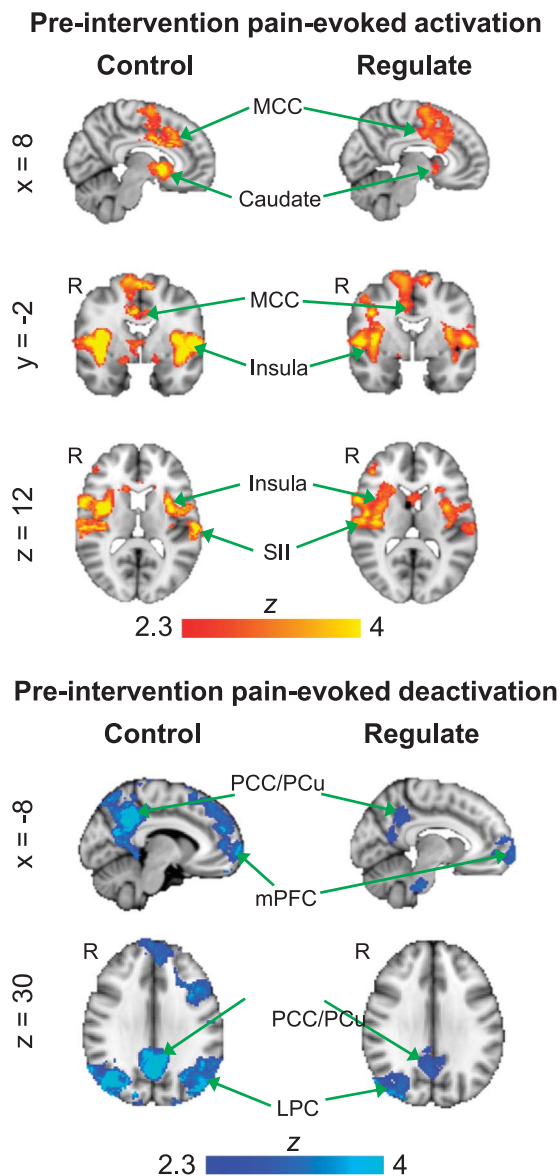 Pre-intervention pain-evoked activation
Control Regulate
x = 8
MCC
Caudate
y = -2
R R
MCC
Insula
z = 12
R R
Insula
SII
z
2.3 4
Pre-intervention pain-evoked deactivation
Control Regulate
x = -8
PCC/PCu
mPFC
z = 30
R R
PCC/PCu
LPC
z
2.3 4